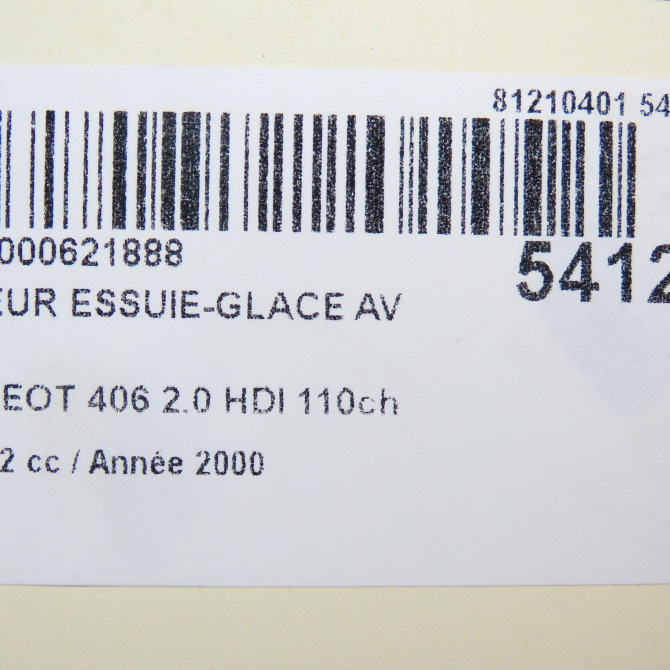 81210401 54
000621888
5412
EUR ESSUIE-GLACE AV
EOT 406 2.0 HDI 110ch
2 cc / Année 2000